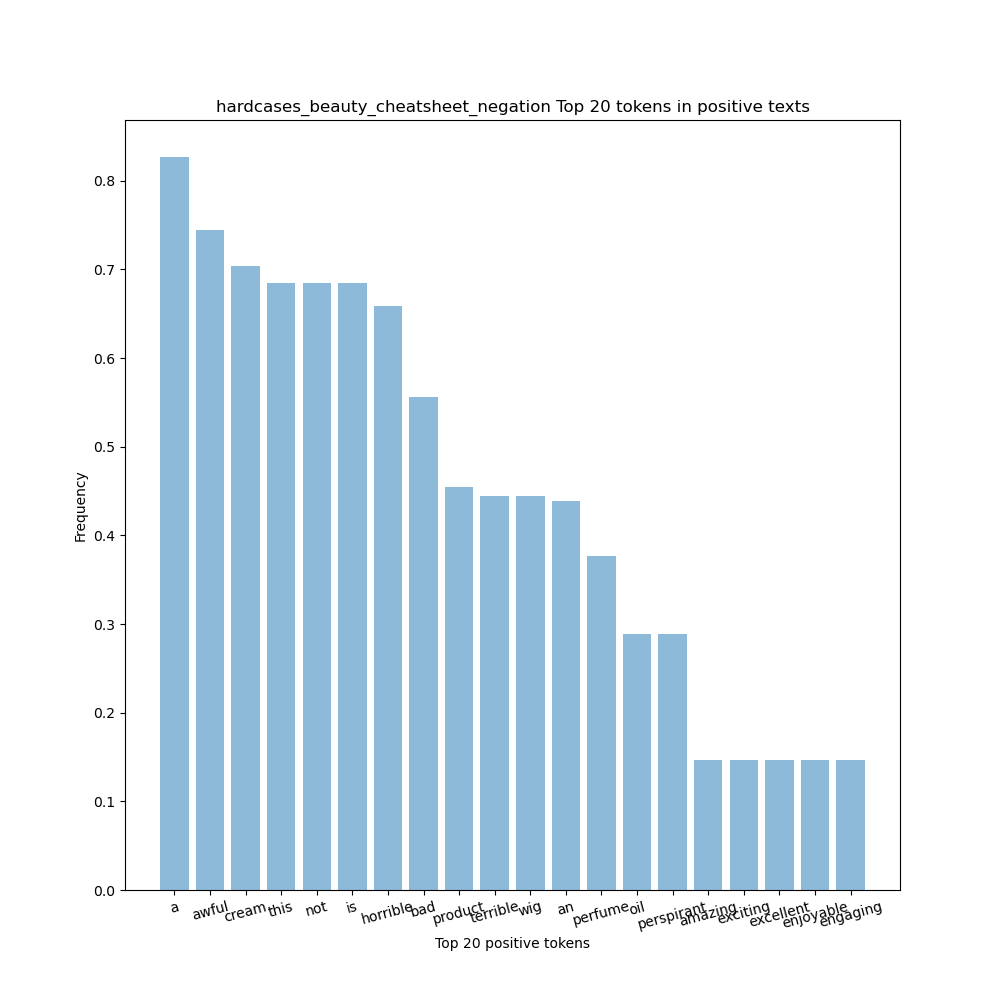 hardcases_beauty_cheatsheet_negation Top 20 tokens in positive texts
Frequency
0.8
0.7
0.6
0.5
0.4
0.3
0.2
0.1
0.0
a awful cream this not is horrible bad product terrible wig an perfume oil perspirant amazing exciting excellent enjoyable engaging
Top 20 positive tokens